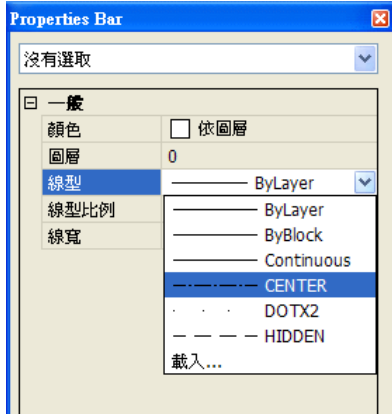 Properties Bar
沒有選取
一般
顏色 依圖層
圖層 0
線型 ByLayer
線型比例 ByLayer
線寬 ByBlock
Continuous
CENTER
DOTX2
HIDDEN
載入...